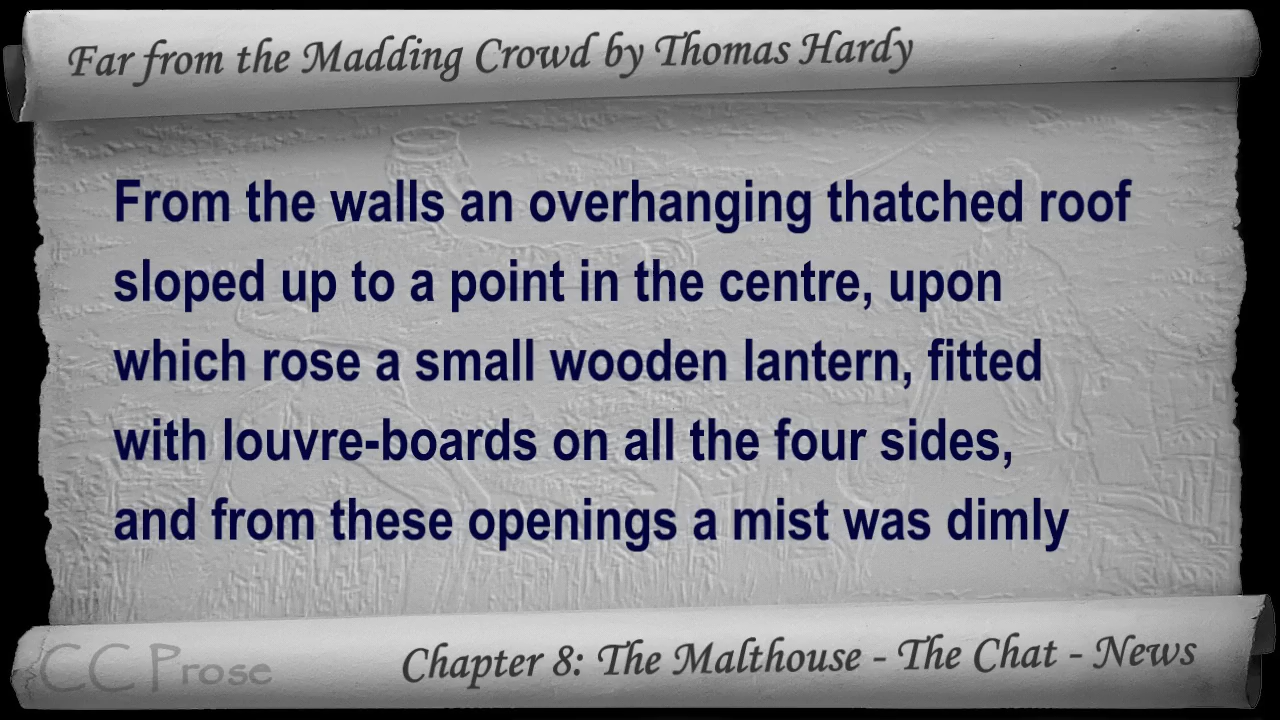 Far from the Madding Crowd by Thomas Hardy
From the walls an overhanging thatched roof
sloped up to a point in the centre, upon
which rose a small wooden lantern, fitted
with louvre-boards on all the four sides,
and from these openings a mist was dimly
CC Prose
Chapter 8: The Malthouse - The Chat - News